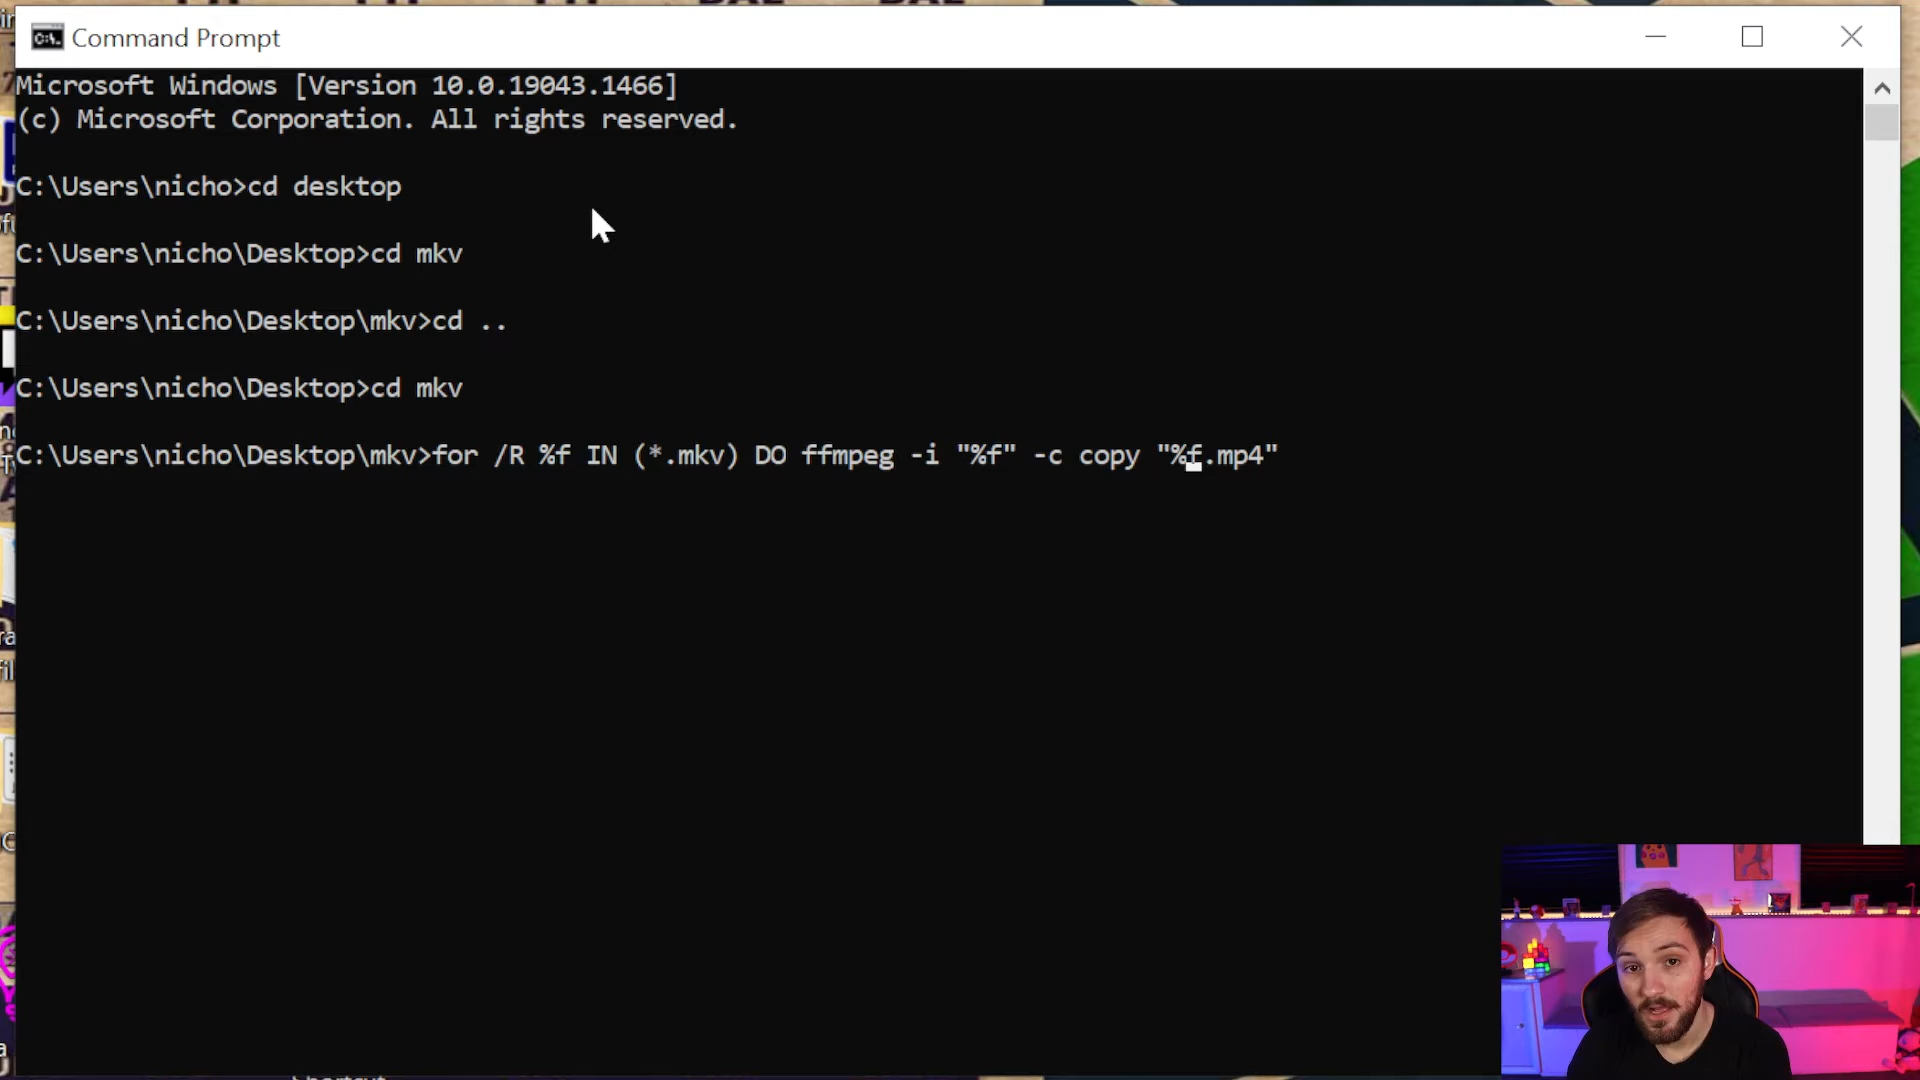 Command Prompt
Microsoft Windows [Version 10.0.19043.1466]
(c) Microsoft Corporation. All rights reserved.
C:\Users\nicho>cd desktop
C:\Users\nicho\Desktop>cd mkv
C:\Users\nicho\Desktop\mkv>cd ..
C:\Users\nicho\Desktop>cd mkv
C:\Users\nicho\Desktop\mkv>for /R %f IN (*.mkv) DO ffmpeg -i "%f" -c copy "%f.mp4"